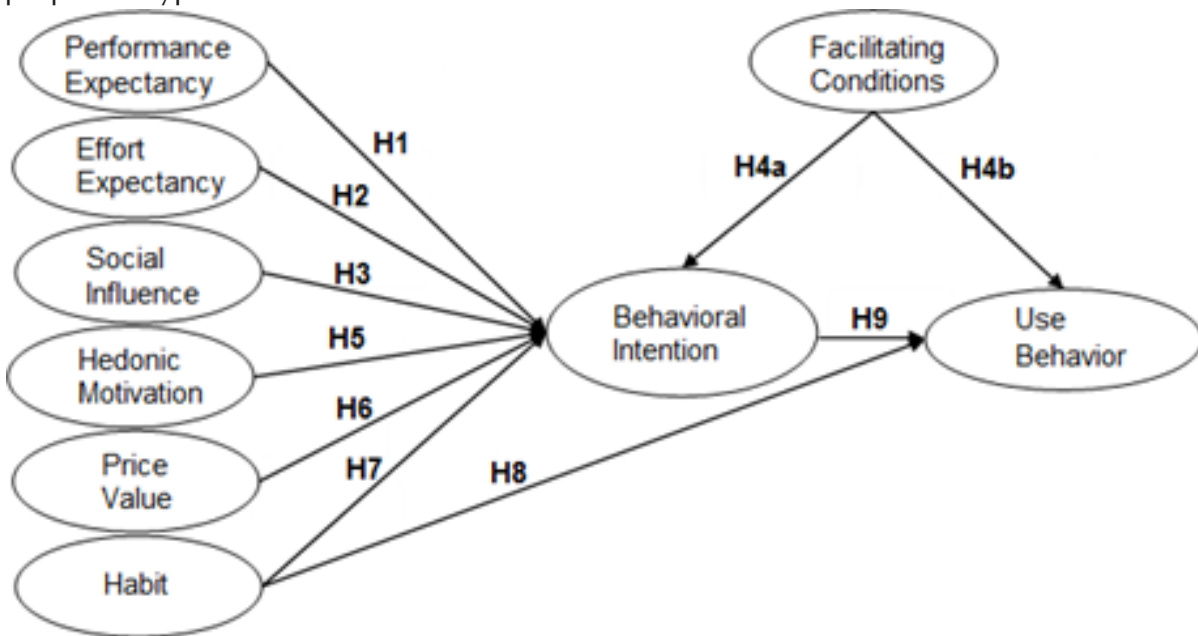 Performance
Expectancy
Facilitating
Conditions
H1
Effort
Expectancy
H4a
H4b
H2
Social
Influence
H3
Behavioral
Intention
H9
Use
Behavior
H5
Hedonic
Motivation
H6
Price
Value
H7
H8
Habit